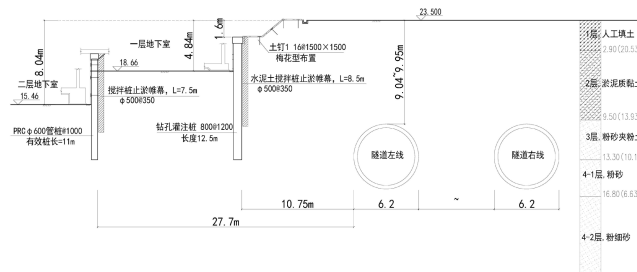 23.500
1.6m
8.04m
4.84m
一层地下室
18.66
土钉1 16@1500×1500
梅花型布置
9.04~9.95m
1层, 人工填土
2.90(20.53
二层地下室
15.46
搅拌桩止淤帷幕, L=7.5m
φ500@350
水泥土搅拌桩止淤帷幕, L=8.5m
φ500@350
2层, 淤泥质黏土
9.50(13.93
PRCφ600管桩@1000
有效桩长=11m
钻孔灌注桩 800@1200
长度12.5m
隧道左线
隧道右线
3层, 粉砂夹粉土
13.30(10.1
4-1层, 粉砂
16.80(6.63
10.75m
6.2
~
6.2
27.7m
4-2层, 粉细砂